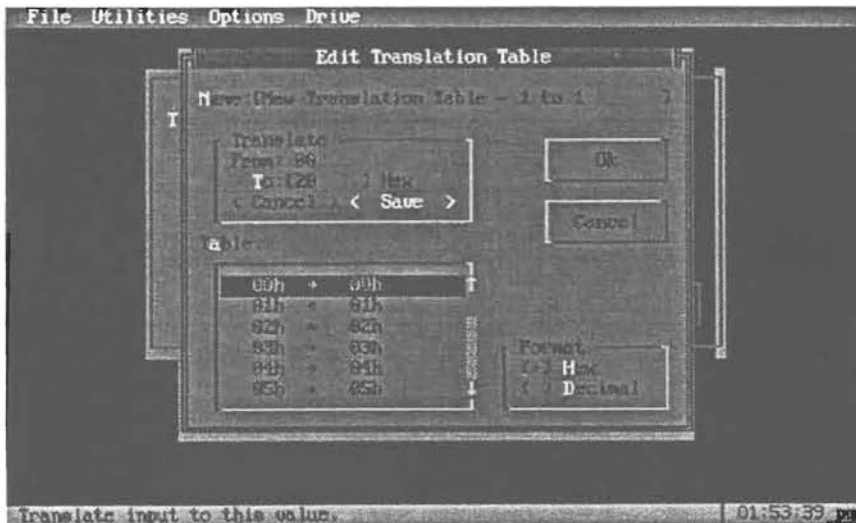 File Utilities Options Drive
Edit Translation Table
Name: [New Translation Table - 1 to 1 ]
T
Translate
From: 00
To: [20 ] Hex
< Cancel > < Save >
Ok
Cancel
Table:
00h → 00h
01h → 01h
02h → 02h
03h → 03h
04h → 04h
05h → 05h
Format
(•) Hex
( ) Decimal
Translate input to this value.
01:53:39 pm